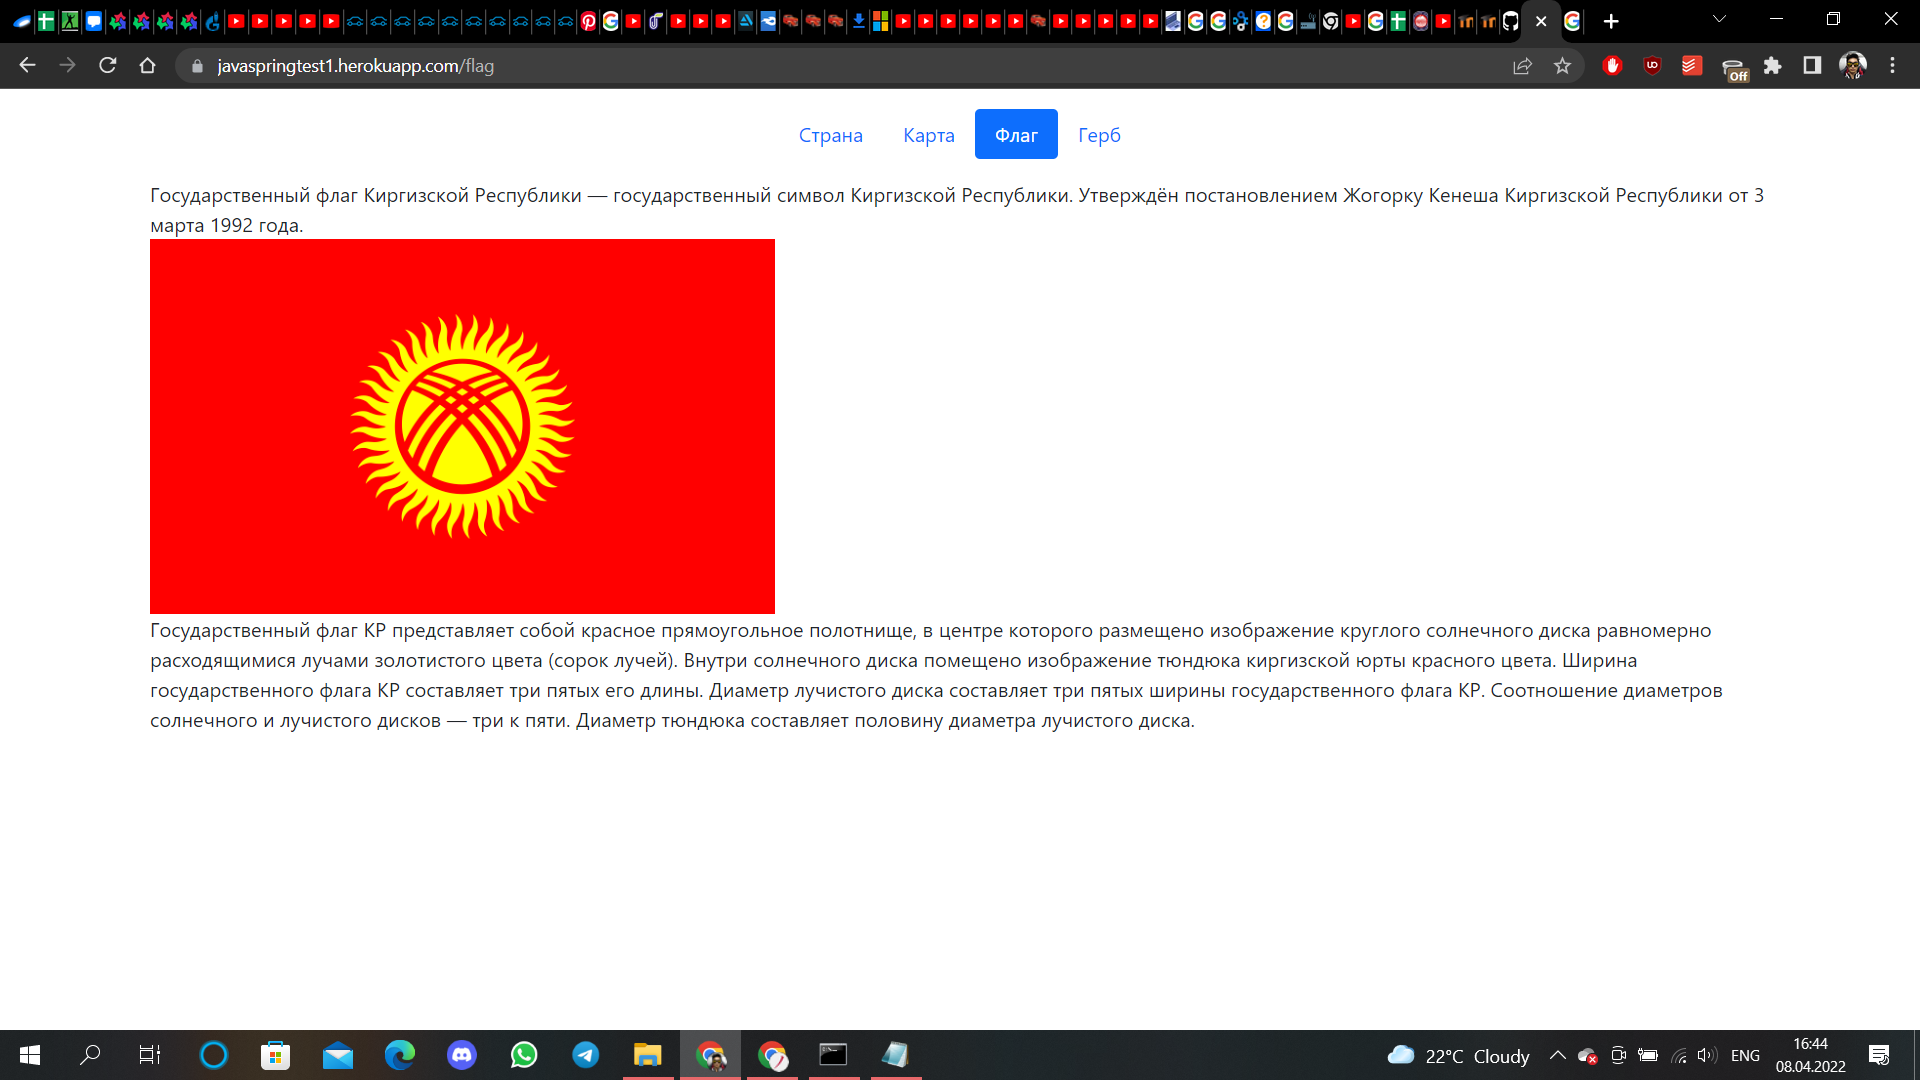 javaspringtest1.herokuapp.com/flag
Off
Страна
Карта
Флаг
Герб
Государственный флаг Киргизской Республики — государственный символ Киргизской Республики. Утверждён постановлением Жогорку Кенеша Киргизской Республики от 3
марта 1992 года.
Государственный флаг КР представляет собой красное прямоугольное полотнище, в центре которого размещено изображение круглого солнечного диска равномерно
расходящимися лучами золотистого цвета (сорок лучей). Внутри солнечного диска помещено изображение тюндюка киргизской юрты красного цвета. Ширина
государственного флага КР составляет три пятых его длины. Диаметр лучистого диска составляет три пятых ширины государственного флага КР. Соотношение диаметров
солнечного и лучистого дисков — три к пяти. Диаметр тюндюка составляет половину диаметра лучистого диска.
22°C Cloudy
ENG
16:44
08.04.2022